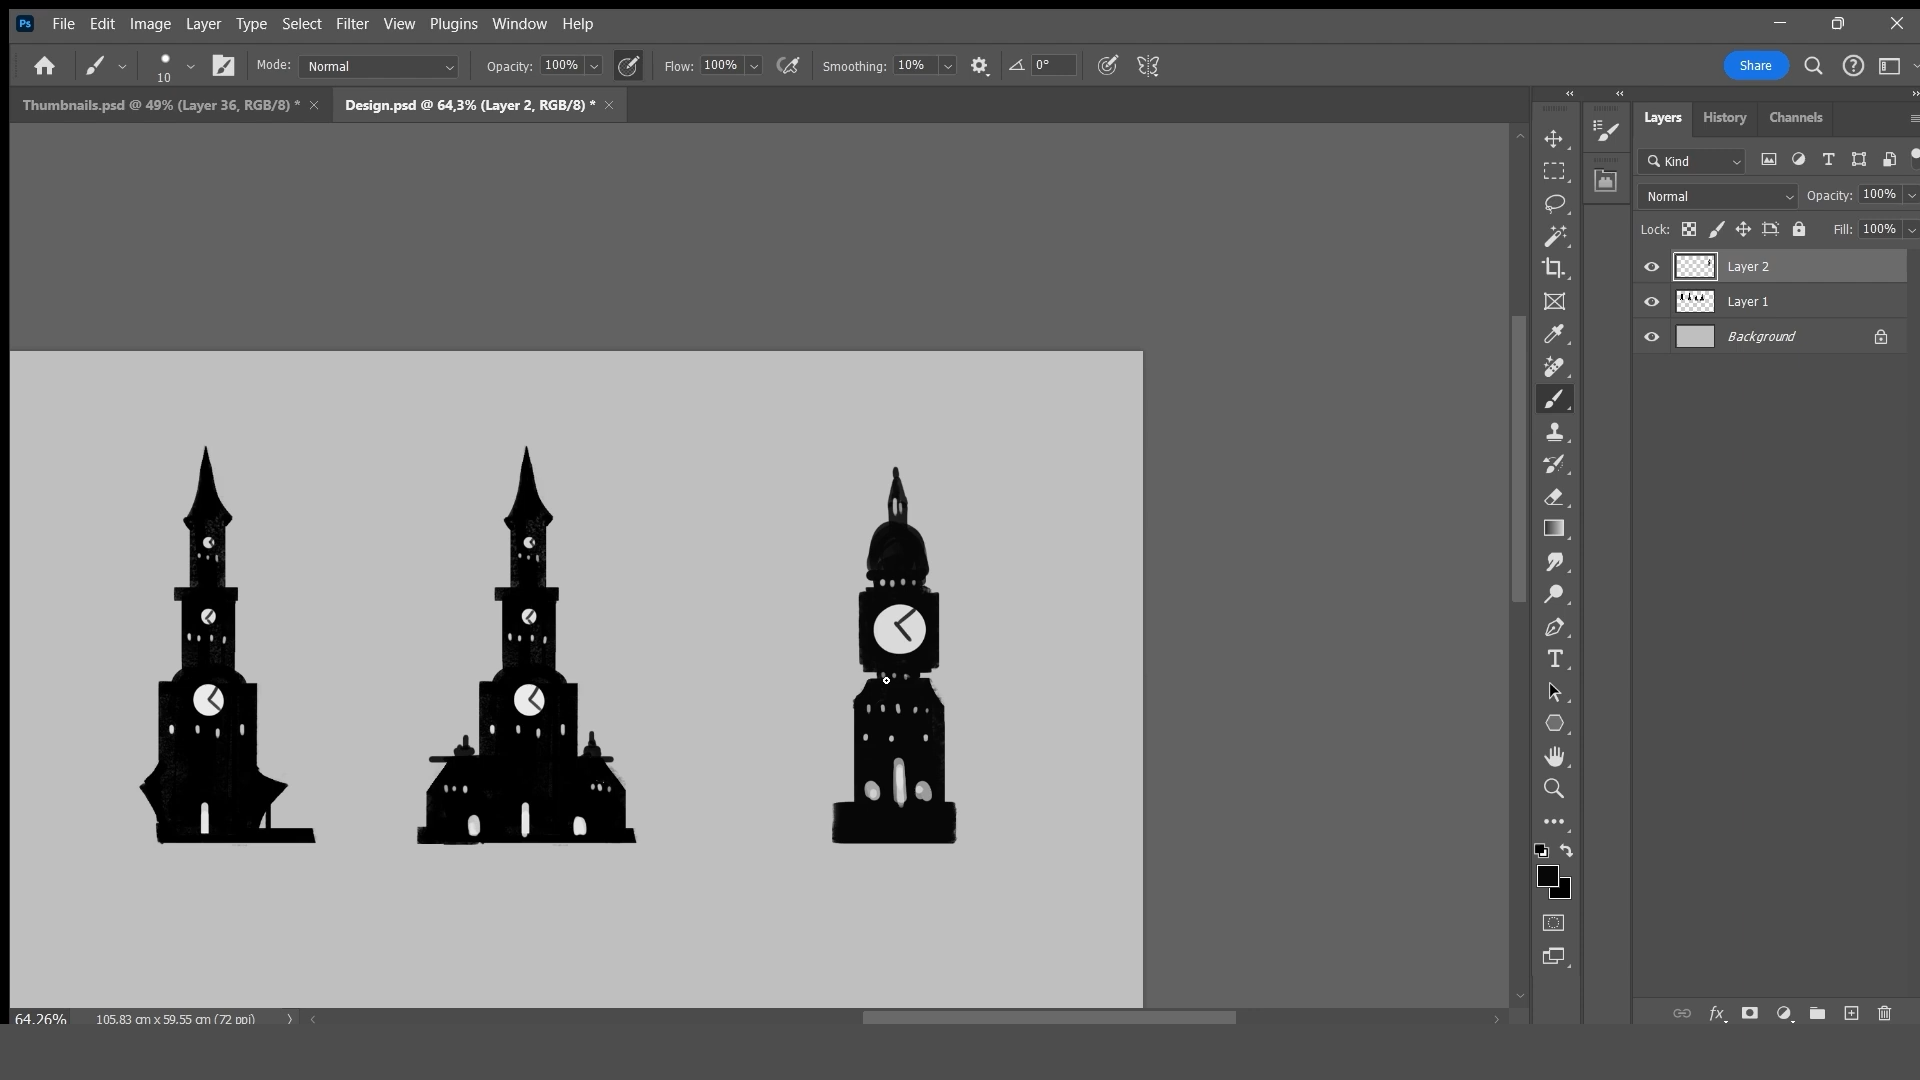 Ps File Edit Image Layer Type Select Filter View Plugins Window Help
10 Mode: Normal Opacity: 100% Flow: 100% Smoothing: 10% 0° Share
Thumbnails.psd @ 49% (Layer 36, RGB/8) * Design.psd @ 64,3% (Layer 2, RGB/8) *
Layers History Channels
Kind
Normal Opacity: 100%
Lock: Fill: 100%
Layer 2
Layer 1
Background
64,26% 105,83 cm x 59,55 cm (72 ppi)